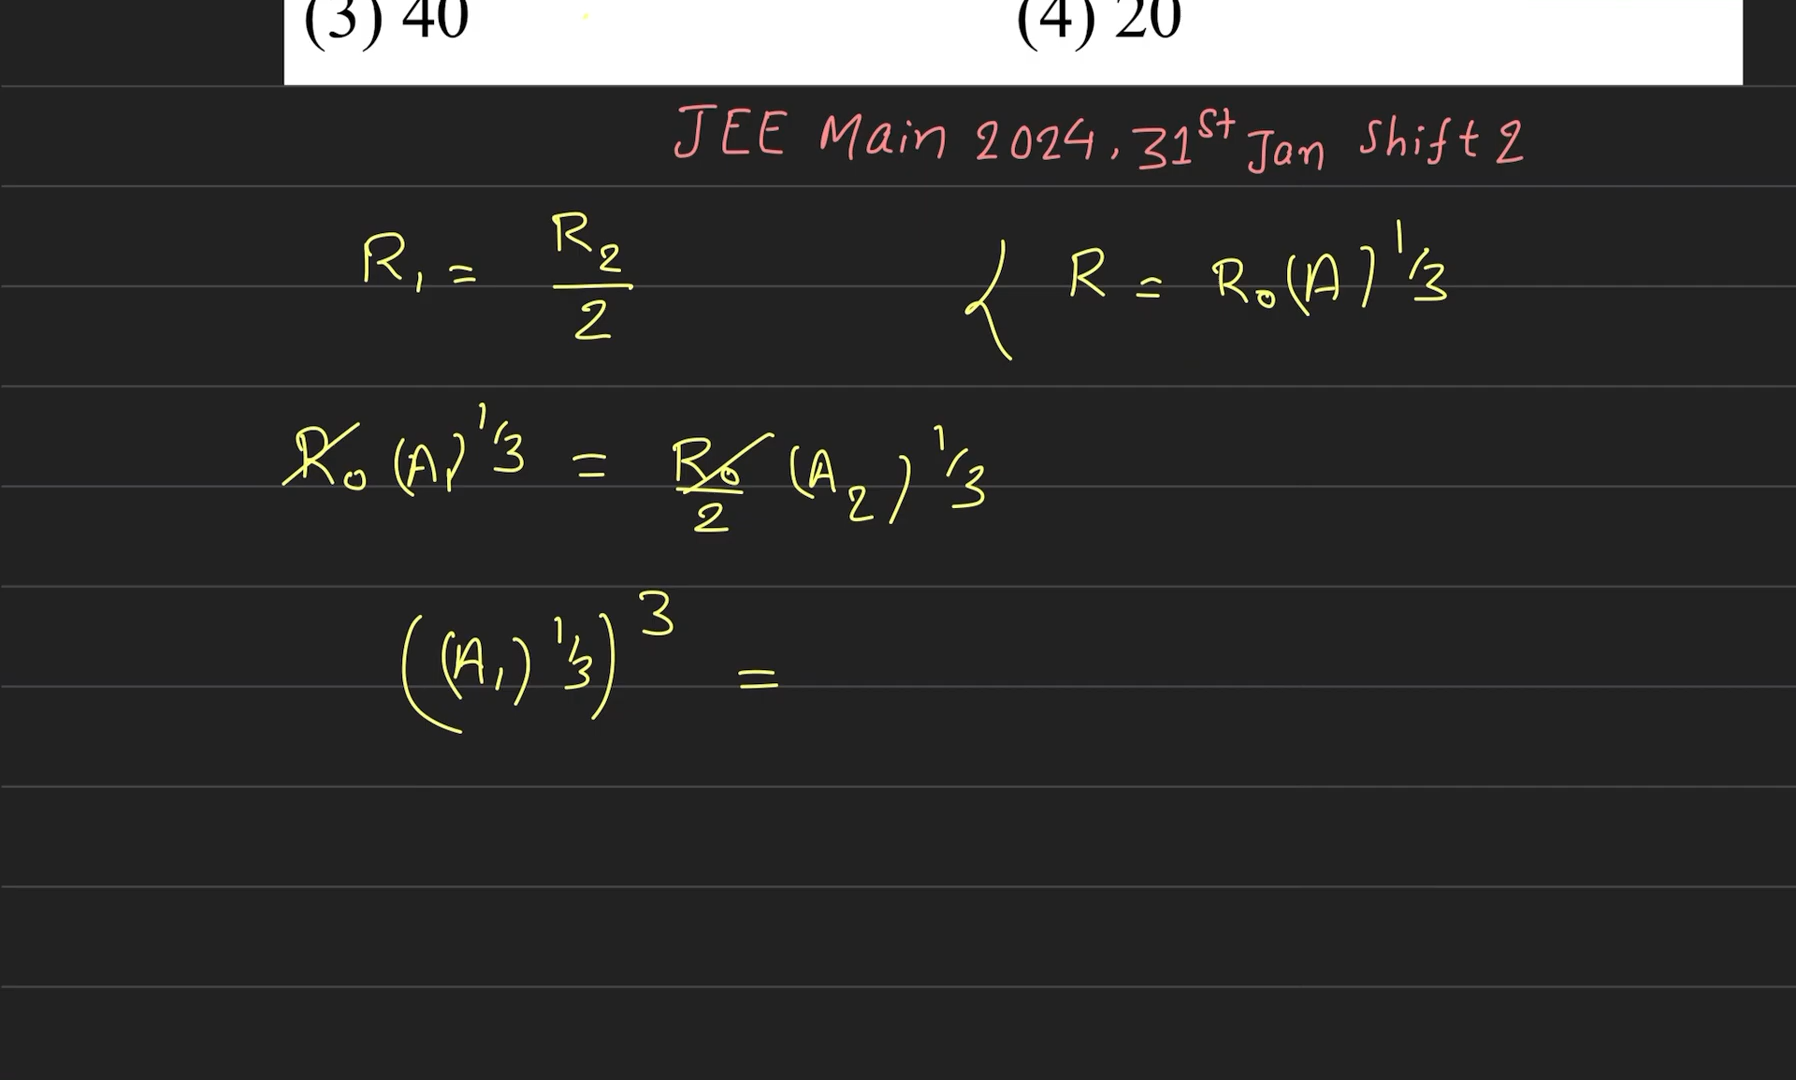 (3) 40 (4) 20
JEE Main 2024, 31st Jan Shift 2
R₁ = R₂/2 { R = R₀(A)^1/3
R₀(A₁)^1/3 = R₀/2 (A₂)^1/3
((A₁)^1/3)^3 =